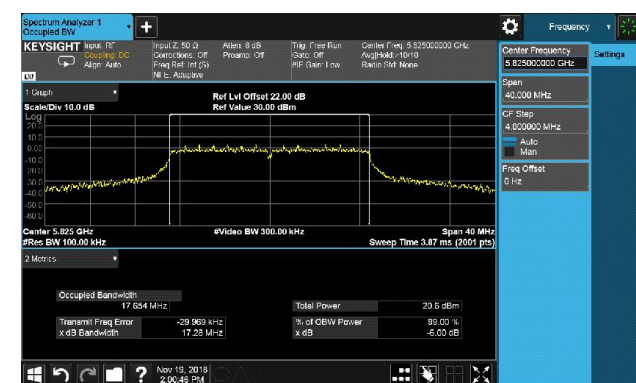 Spectrum Analyzer 1
Occupied BW
+
Frequency
KEYSIGHT
Input: RF
Coupling: DC
Align: Auto
Input Z: 50 Ω
Corrections: Off
Freq Ref: Int (S)
NFE: Adaptive
Atten: 8 dB
Preamp: Off
Trig: Free Run
Gate: Off
#IF Gain: Low
Center Freq: 5.825000000 GHz
Avg|Hold:>10/10
Radio Std: None
Center Frequency
5.825000000 GHz
Settings
Span
40.000 MHz
CF Step
4.000000 MHz
Auto
Man
Freq Offset
0 Hz
1 Graph
Scale/Div 10.0 dB
Ref Lvl Offset 22.00 dB
Ref Value 30.00 dBm
Log
20.0
10.0
0.00
-10.0
-20.0
-30.0
-40.0
-50.0
-60.0
Center 5.825 GHz
#Video BW 300.00 kHz
Span 40 MHz
#Res BW 100.00 kHz
Sweep Time 3.87 ms (2001 pts)
2 Metrics
Occupied Bandwidth
17.654 MHz
Total Power
20.6 dBm
Transmit Freq Error
-29.969 kHz
% of OBW Power
99.00 %
x dB Bandwidth
17.28 MHz
x dB
-6.00 dB
?
Nov 19, 2018
2:00:46 PM